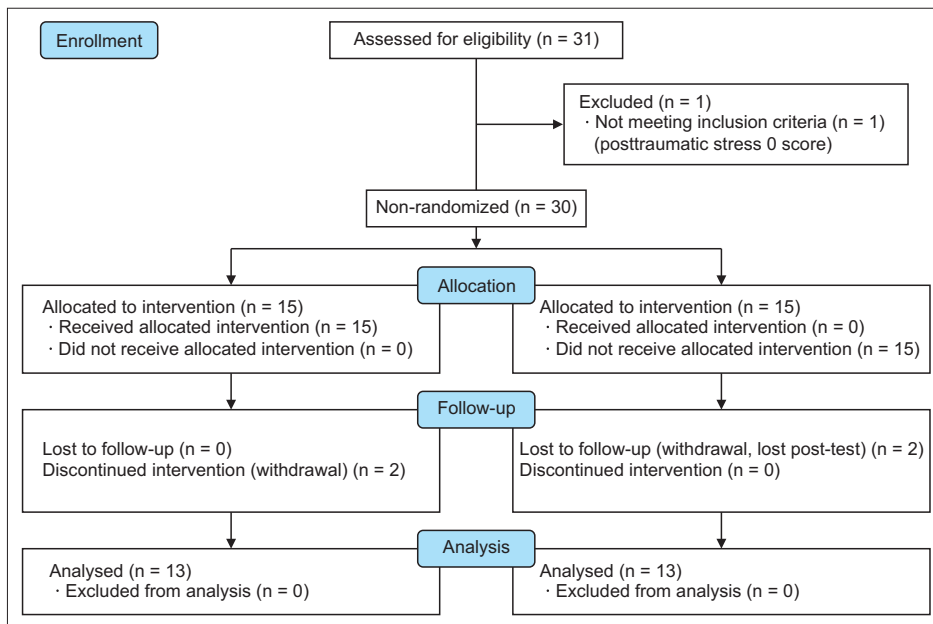 Enrollment
Assessed for eligibility (n = 31)
Excluded (n = 1)
· Not meeting inclusion criteria (n = 1)
(posttraumatic stress 0 score)
Non-randomized (n = 30)
Allocation
Allocated to intervention (n = 15)
· Received allocated intervention (n = 15)
· Did not receive allocated intervention (n = 0)
Allocated to intervention (n = 15)
· Received allocated intervention (n = 0)
· Did not receive allocated intervention (n = 15)
Follow-up
Lost to follow-up (n = 0)
Discontinued intervention (withdrawal) (n = 2)
Lost to follow-up (withdrawal, lost post-test) (n = 2)
Discontinued intervention (n = 0)
Analysis
Analysed (n = 13)
· Excluded from analysis (n = 0)
Analysed (n = 13)
· Excluded from analysis (n = 0)